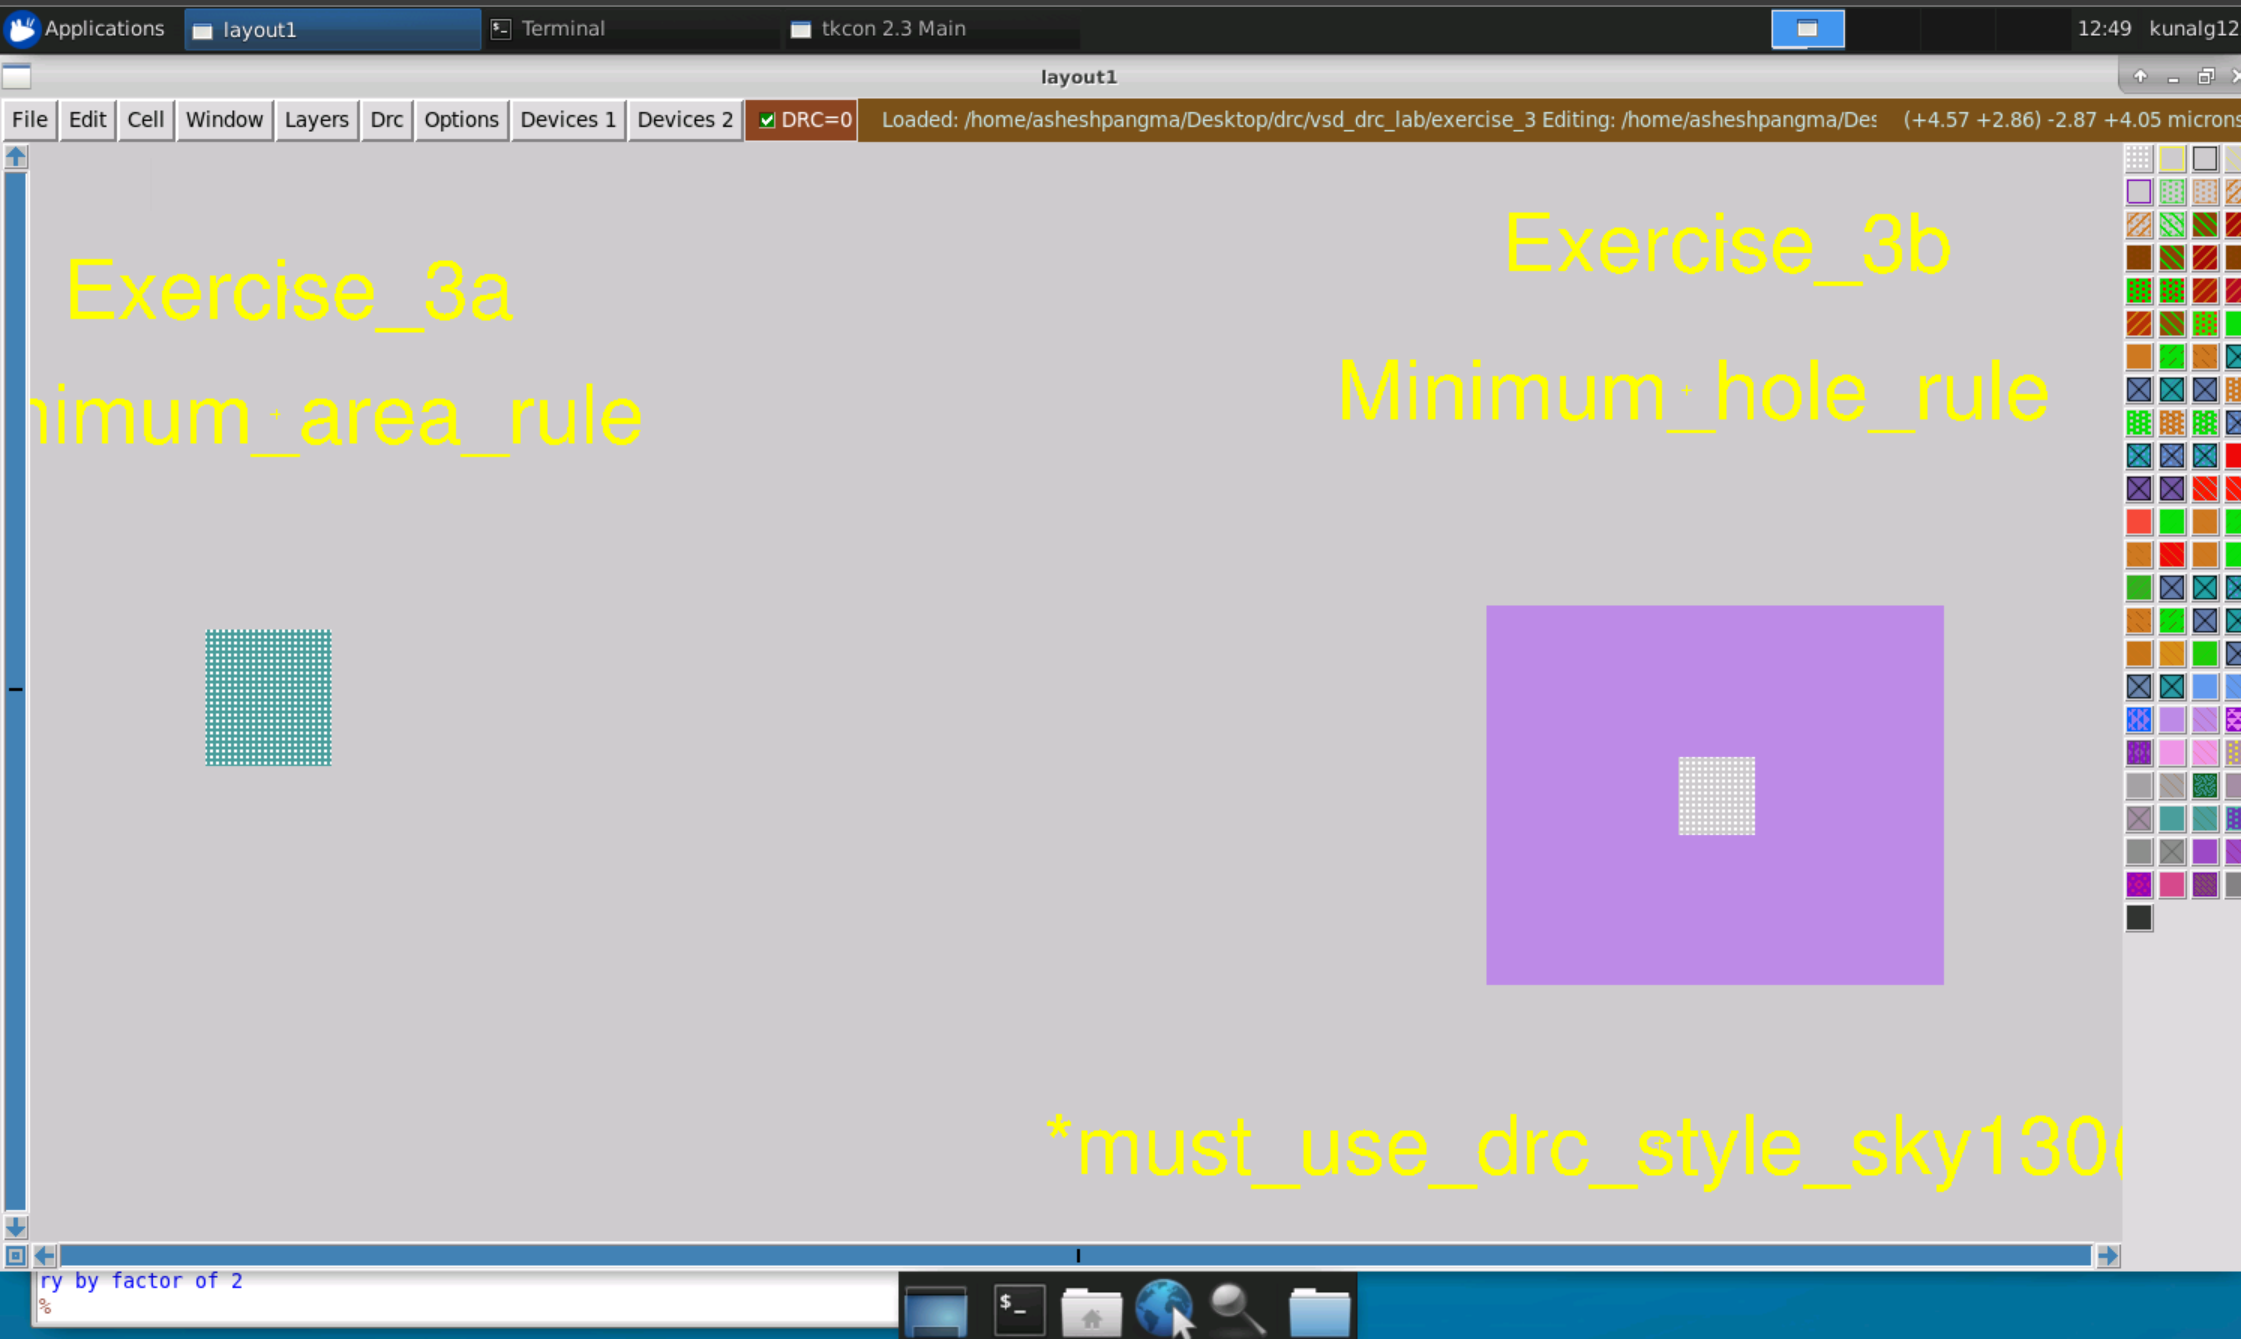 Applications layout1 Terminal tkcon 2.3 Main 12:49 kunalg12
layout1
File Edit Cell Window Layers Drc Options Devices 1 Devices 2 DRC=0 Loaded: /home/asheshpangma/Desktop/drc/vsd_drc_lab/exercise_3 Editing: /home/asheshpangma/Des (+4.57 +2.86) -2.87 +4.05 microns
Exercise_3a
nimum_area_rule
Exercise_3b
Minimum_hole_rule
*must_use_drc_style_sky130(
ry by factor of 2
%
$_